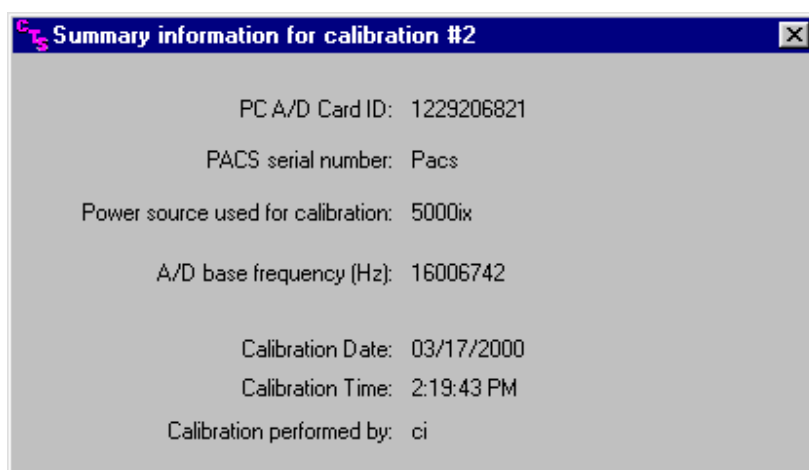 CTS Summary information for calibration #2
PC A/D Card ID: 1229206821
PACS serial number: Pacs
Power source used for calibration: 5000ix
A/D base frequency (Hz): 16006742
Calibration Date: 03/17/2000
Calibration Time: 2:19:43 PM
Calibration performed by: ci